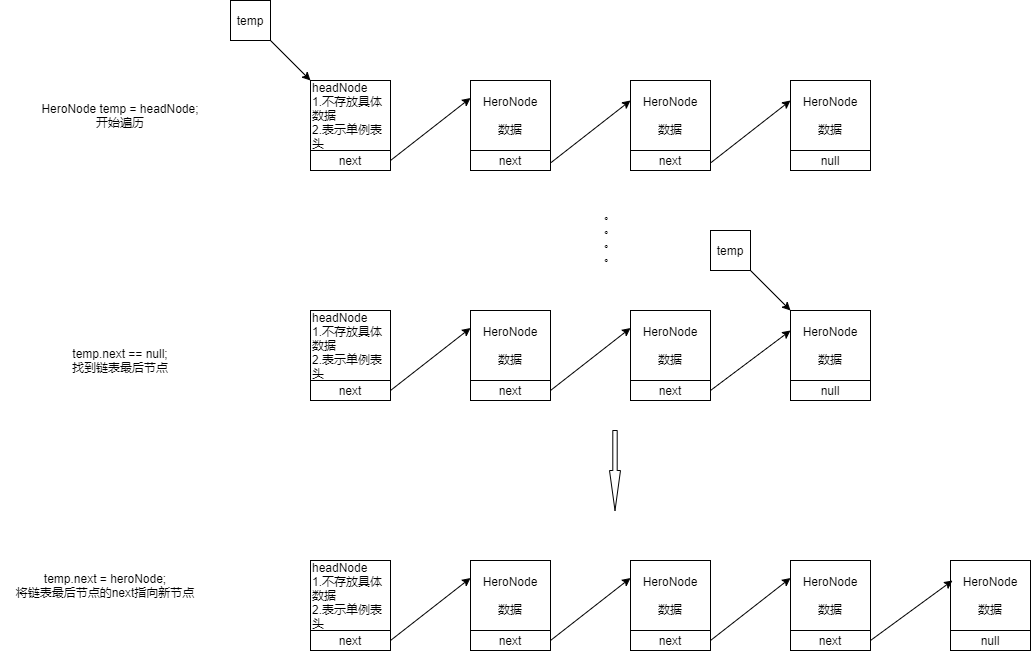 temp
HeroNode temp = headNode;
开始遍历
headNode
1.不存放具体
数据
2.表示单例表
头
next
HeroNode
数据
next
HeroNode
数据
next
HeroNode
数据
null
temp
temp.next == null;
找到链表最后节点
headNode
1.不存放具体
数据
2.表示单例表
头
next
HeroNode
数据
next
HeroNode
数据
next
HeroNode
数据
null
temp.next = heroNode;
将链表最后节点的next指向新节点
headNode
1.不存放具体
数据
2.表示单例表
头
next
HeroNode
数据
next
HeroNode
数据
next
HeroNode
数据
next
HeroNode
数据
null